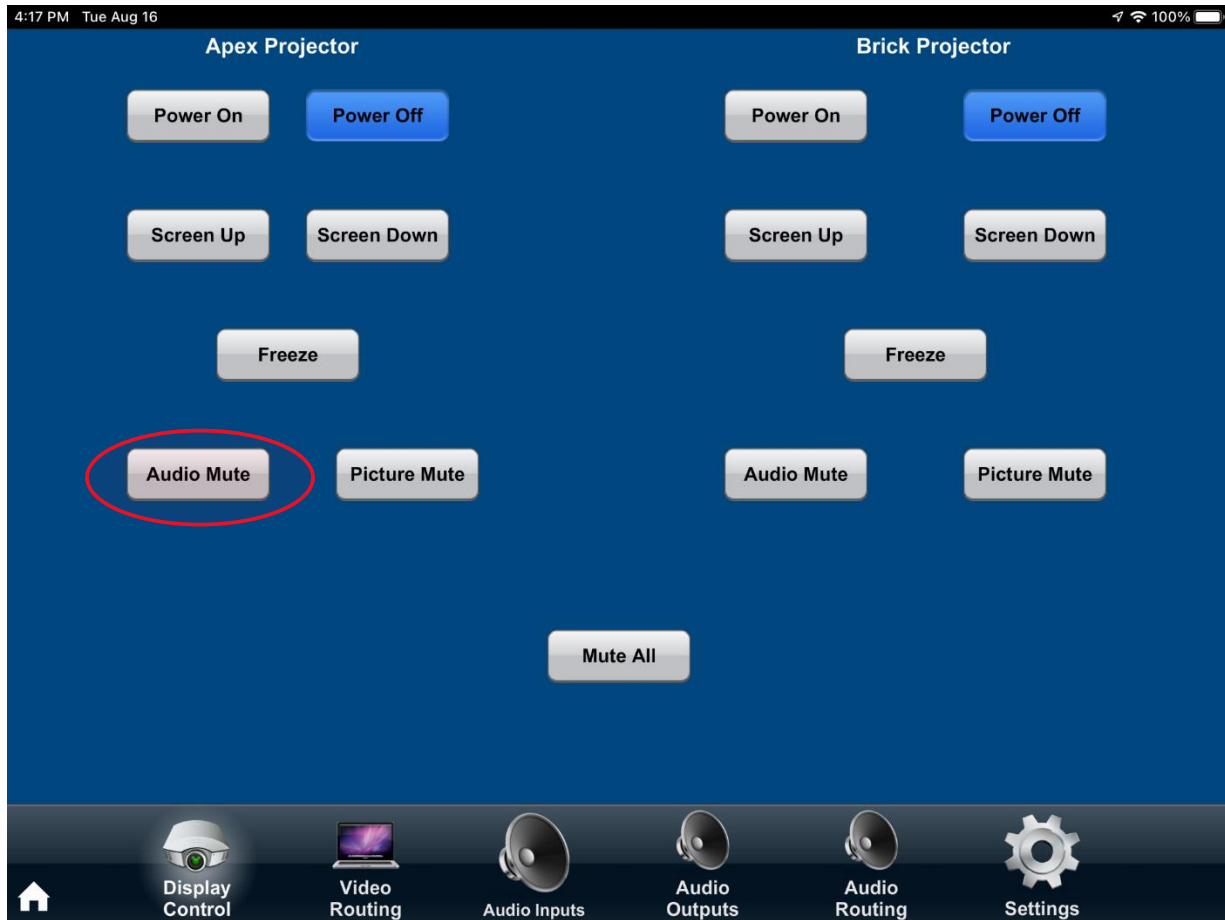 4:17 PM Tue Aug 16
100%
Apex Projector
Brick Projector
Power On
Power Off
Power On
Power Off
Screen Up
Screen Down
Screen Up
Screen Down
Freeze
Freeze
Audio Mute
Picture Mute
Audio Mute
Picture Mute
Mute All
Display
Control
Video
Routing
Audio Inputs
Audio
Outputs
Audio
Routing
Settings